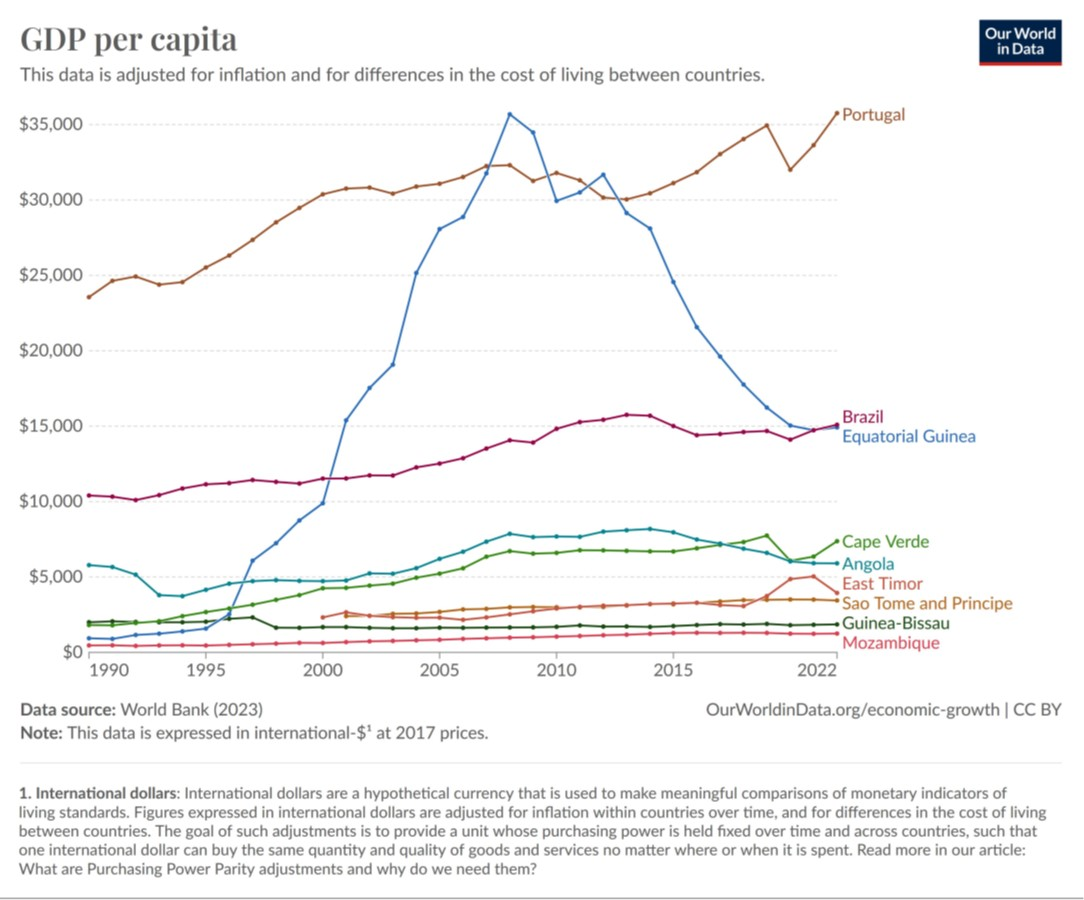 GDP per capita
Our World
in Data
This data is adjusted for inflation and for differences in the cost of living between countries.
$35,000
Portugal
$30,000
$25,000
$20,000
$15,000
Brazil
Equatorial Guinea
$10,000
Cape Verde
$5,000
Angola
East Timor
Sao Tome and Principe
Guinea-Bissau
Mozambique
$0
1990 1995 2000 2005 2010 2015 2022
Data source: World Bank (2023)
OurWorldinData.org/economic-growth | CC BY
Note: This data is expressed in international-$¹ at 2017 prices.
1. International dollars: International dollars are a hypothetical currency that is used to make meaningful comparisons of monetary indicators of
living standards. Figures expressed in international dollars are adjusted for inflation within countries over time, and for differences in the cost of living
between countries. The goal of such adjustments is to provide a unit whose purchasing power is held fixed over time and across countries, such that
one international dollar can buy the same quantity and quality of goods and services no matter where or when it is spent. Read more in our article:
What are Purchasing Power Parity adjustments and why do we need them?